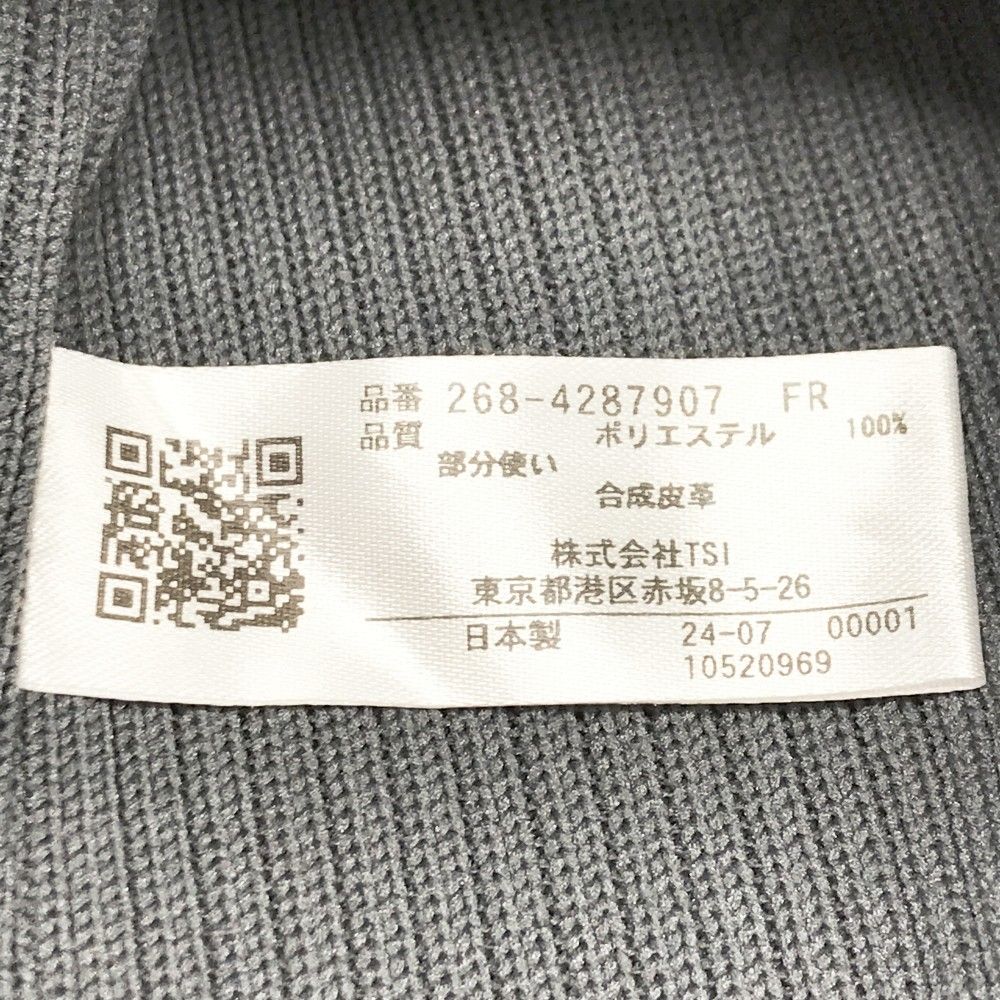 品番 268-4287907 FR
品質 ポリエステル 100%
部分使い
合成皮革
株式会社TSI
東京都港区赤坂8-5-26
日本製 24-07 00001
10520969